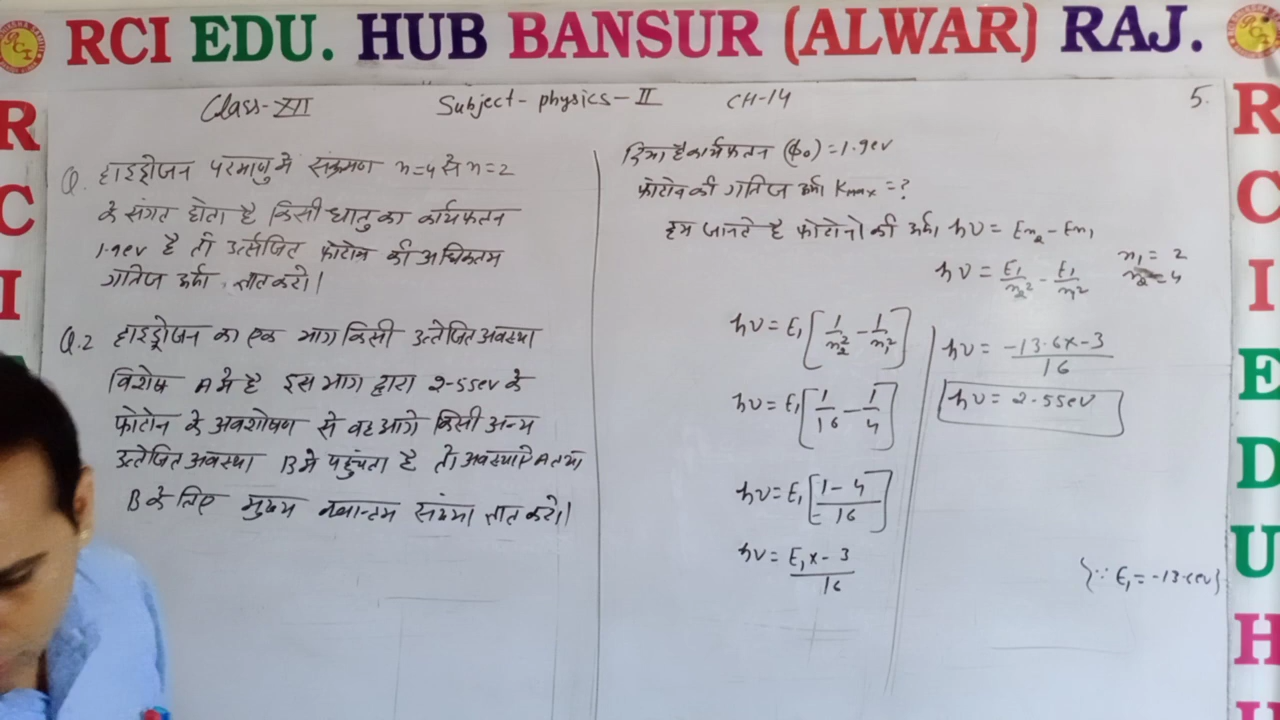 RCI EDU. HUB BANSUR (ALWAR) RAJ.
Class-XII Subject- physics-II CH-14 5.
Q. हाइड्रोजन परमाणु मे संक्रमण n=4 से n=2
के संगत होता है किसी धातु का कार्यफलन
1.9ev है तो उत्सर्जित फोटोन की अधिकतम
गतिज ऊर्जा ज्ञात करो।
Q.2 हाइड्रोजन का एक भाग किसी उत्तेजित अवस्था
विशेष A मे है इस भाग द्वारा 2.55ev के
फोटोन के अवशोषण से वह आगे किसी अन्य
उत्तेजित अवस्था B मे पहुंचता है तो अवस्था A तथा
B के लिए मुख्य क्वान्तम संख्या ज्ञात करो।
दिया है कार्यफलन (ϕ₀) = 1.9ev
फोटोन की गतिज ऊर्जा Kmax = ?
हम जानते है फोटोनो की ऊर्जा hν = En₂ - En₁
hν = E₁/n₂² - E₁/n₁² n₁ = 2
n₂ = 4
hν = E₁ [1/n₂² - 1/n₁²]
hν = E₁ [1/16 - 1/4]
hν = E₁ [1-4/16]
hν = E₁ x -3/16
hν = -13.6 x -3/16
hν = 2.55ev
{∵ E₁ = -13.6ev}
R
C
I
R
C
I
E
D
U
H